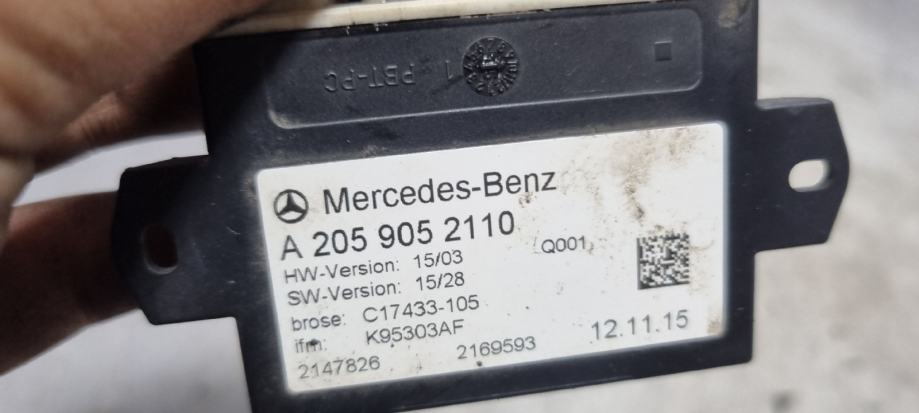 1 PBT-PC
Mercedes-Benz
A 205 905 2110
HW-Version: 15/03 Q001
SW-Version: 15/28
brose: C17433-105
ifm: K95303AF 12.11.15
2147826 2169593